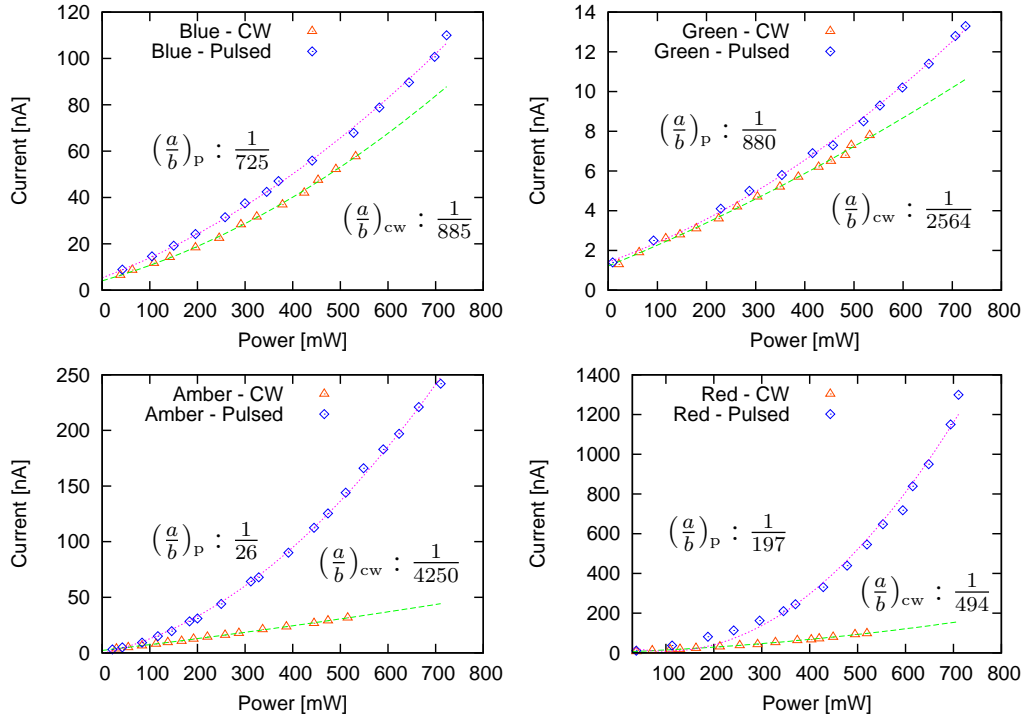 Blue - CW
Blue - Pulsed
Current [nA]
120
100
80
60
40
20
0
(a/b)p : 1/725
(a/b)cw : 1/885
0 100 200 300 400 500 600 700 800
Power [mW]
Green - CW
Green - Pulsed
Current [nA]
14
12
10
8
6
4
2
0
(a/b)p : 1/880
(a/b)cw : 1/2564
0 100 200 300 400 500 600 700 800
Power [mW]
Amber - CW
Amber - Pulsed
Current [nA]
250
200
150
100
50
0
(a/b)p : 1/26
(a/b)cw : 1/4250
0 100 200 300 400 500 600 700 800
Power [mW]
Red - CW
Red - Pulsed
Current [nA]
1400
1200
1000
800
600
400
200
0
(a/b)p : 1/197
(a/b)cw : 1/494
100 200 300 400 500 600 700 800
Power [mW]